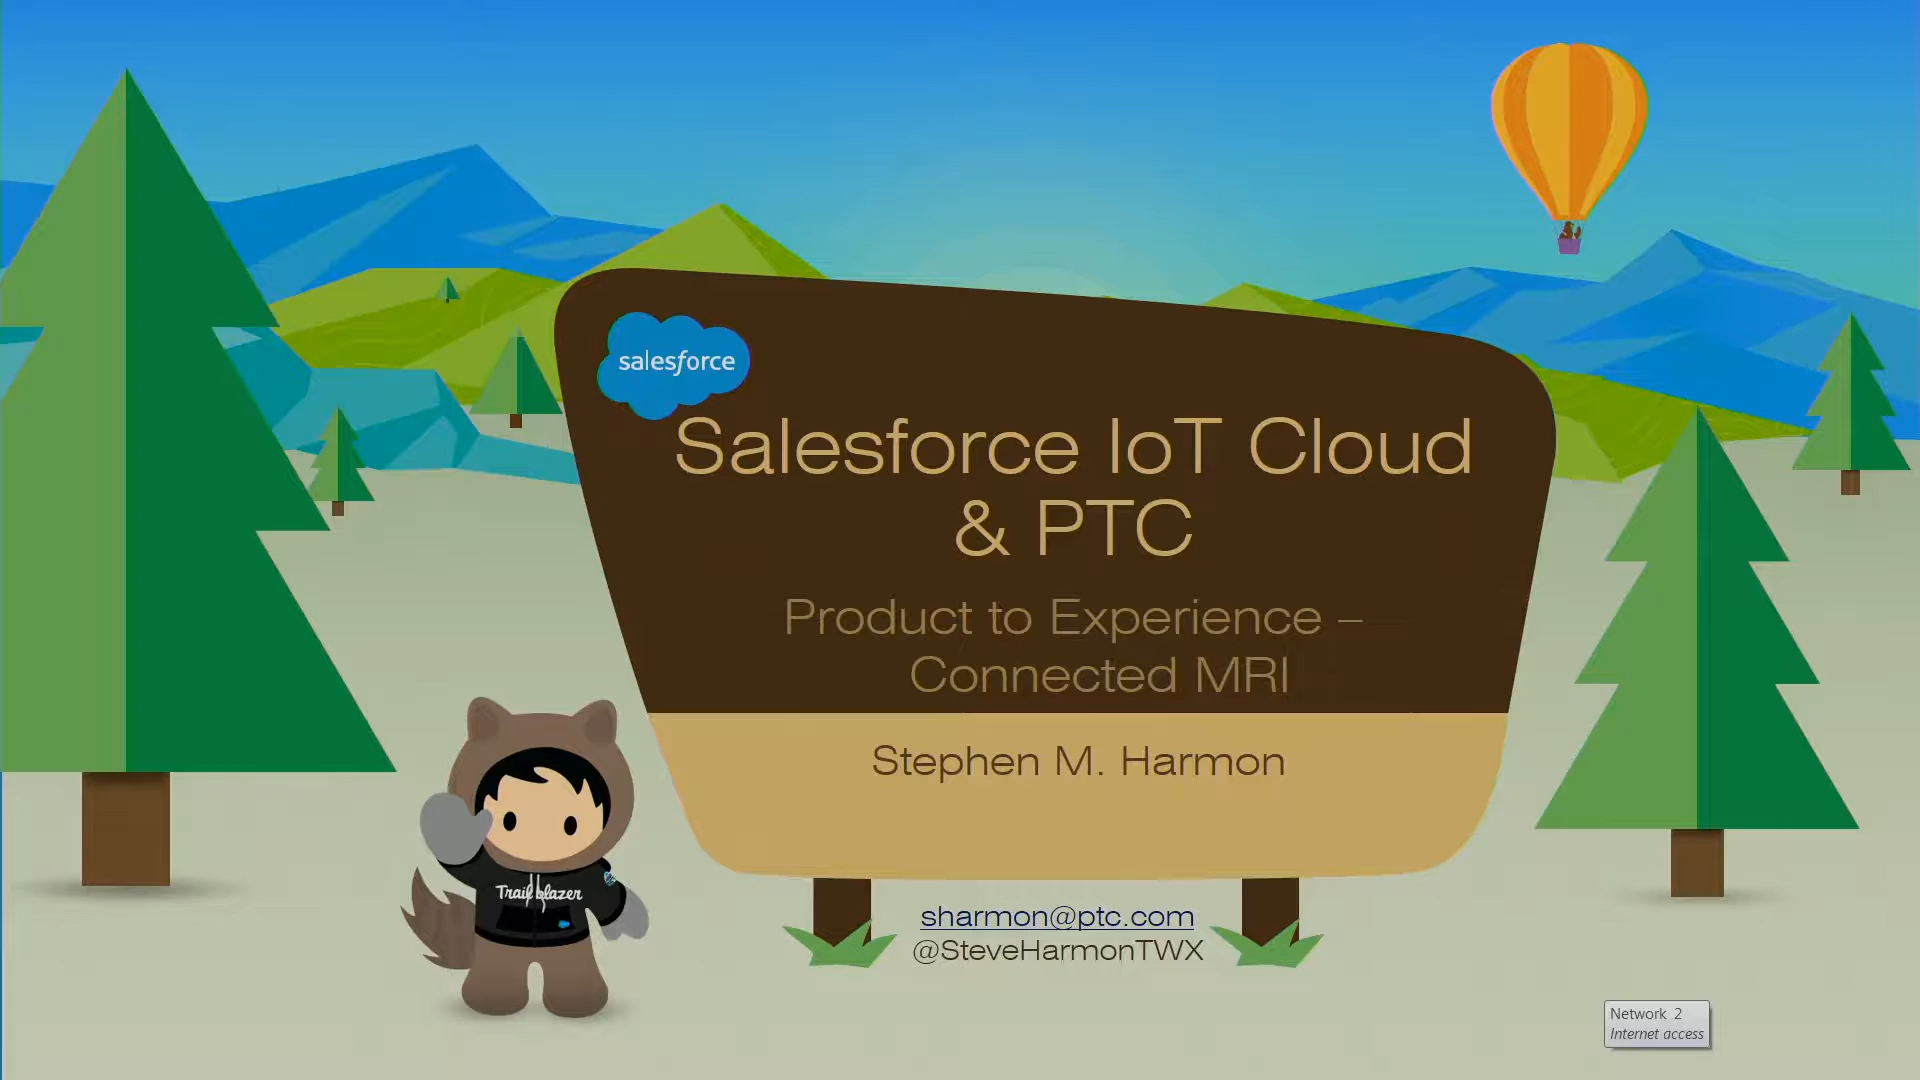 salesforce
Salesforce IoT Cloud
& PTC
Product to Experience –
Connected MRI
Stephen M. Harmon
Trailblazer
sharmon@ptc.com
@SteveHarmonTWX
Network 2
Internet access